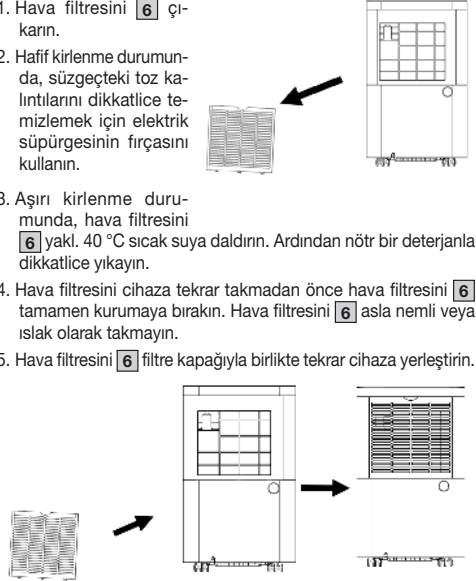 1. Hava filtresini 6 çı-
karın.
2. Hafif kirlenme durumun-
da, süzgeçteki toz ka-
lıntılarını dikkatlice te-
mizlemek için elektrik
süpürgesinin fırçasını
kullanın.
3. Aşırı kirlenme duru-
munda, hava filtresini
6 yakl. 40 °C sıcak suya daldırın. Ardından nötr bir deterjanla
dikkatlice yıkayın.
4. Hava filtresini cihaza tekrar takmadan önce hava filtresini 6
tamamen kurumaya bırakın. Hava filtresini 6 asla nemli veya
ıslak olarak takmayın.
5. Hava filtresini 6 filtre kapağıyla birlikte tekrar cihaza yerleştirin.